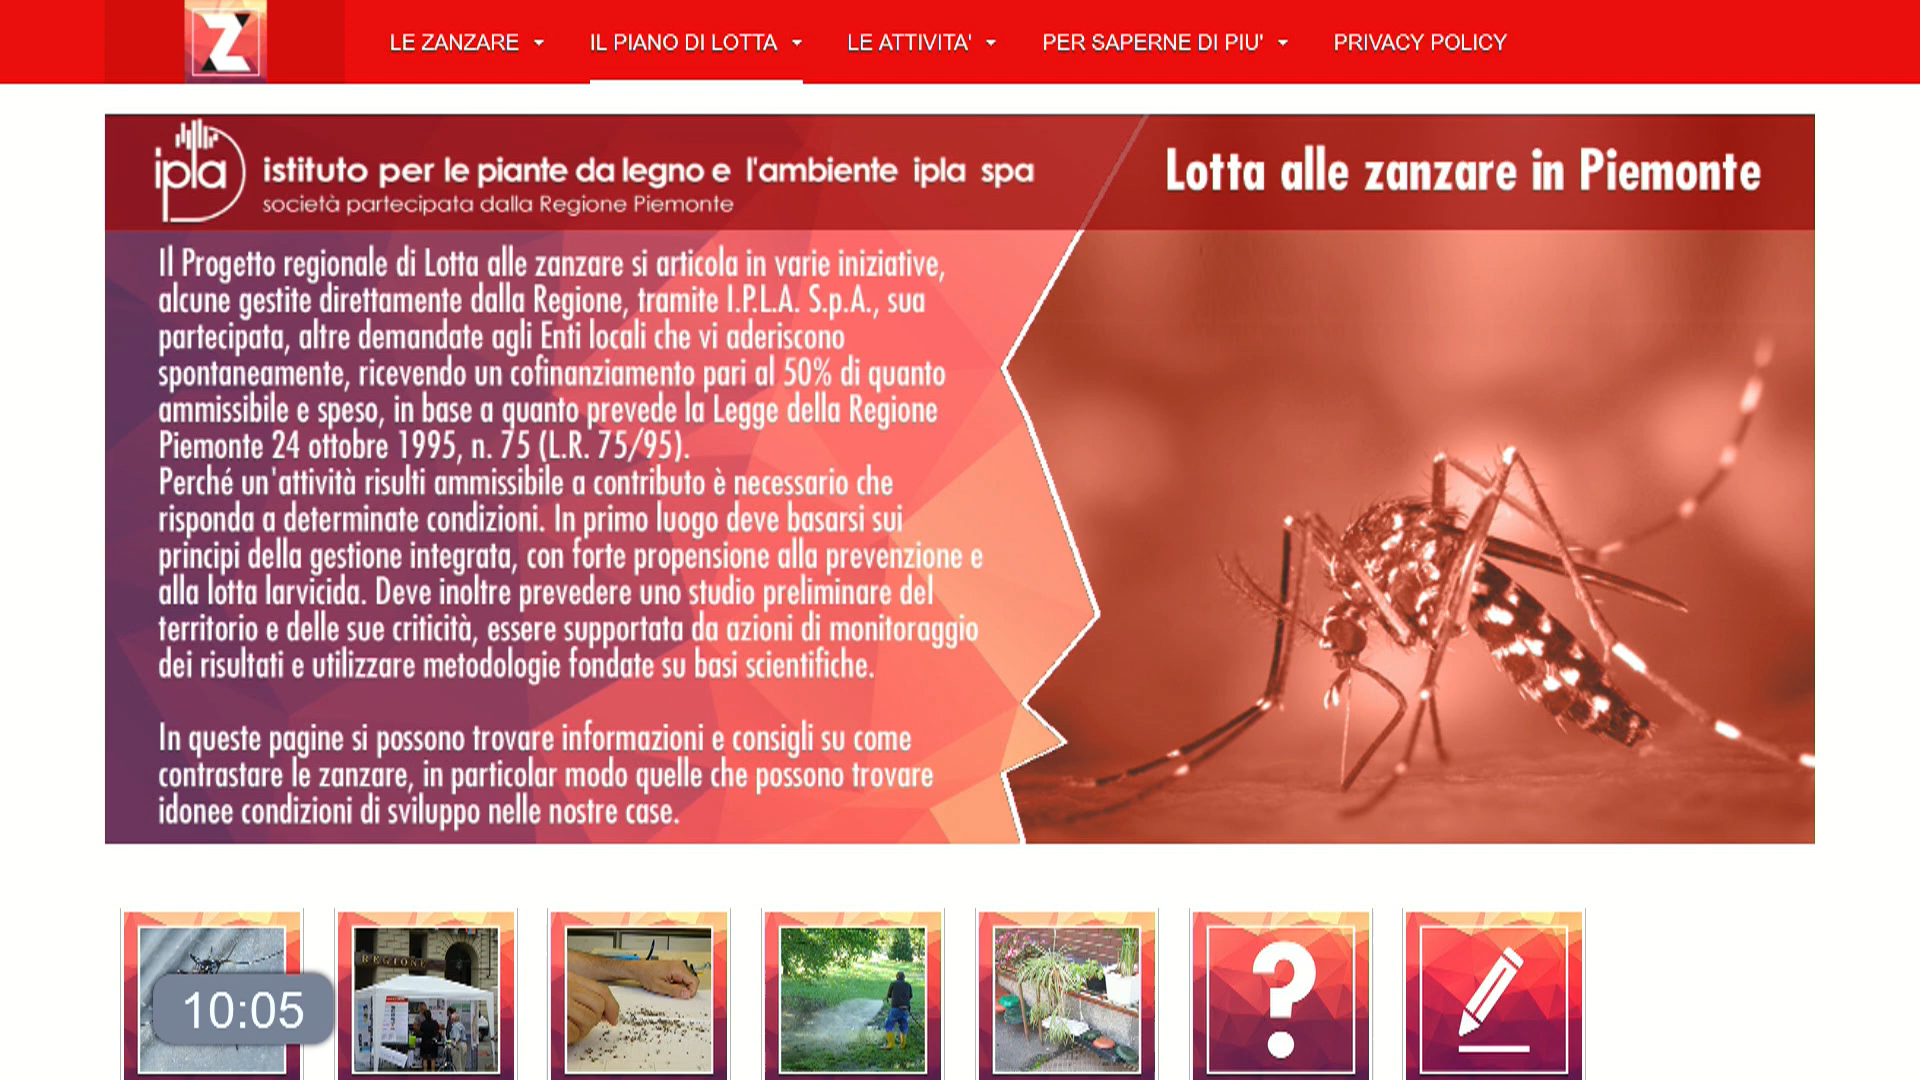 Z
LE ZANZARE
IL PIANO DI LOTTA
LE ATTIVITA'
PER SAPERNE DI PIU'
PRIVACY POLICY
ipla
istituto per le piante da legno e l'ambiente ipla spa
società partecipata dalla Regione Piemonte
Lotta alle zanzare in Piemonte
Il Progetto regionale di Lotta alle zanzare si articola in varie iniziative,
alcune gestite direttamente dalla Regione, tramite I.P.L.A. S.p.A., sua
partecipata, altre demandate agli Enti locali che vi aderiscono
spontaneamente, ricevendo un cofinanziamento pari al 50% di quanto
ammissibile e speso, in base a quanto prevede la Legge della Regione
Piemonte 24 ottobre 1995, n. 75 (L.R. 75/95).
Perché un'attività risulti ammissibile a contributo è necessario che
risponda a determinate condizioni. In primo luogo deve basarsi sui
principi della gestione integrata, con forte propensione alla prevenzione e
alla lotta larvicida. Deve inoltre prevedere uno studio preliminare del
territorio e delle sue criticità, essere supportata da azioni di monitoraggio
dei risultati e utilizzare metodologie fondate su basi scientifiche.
In queste pagine si possono trovare informazioni e consigli su come
contrastare le zanzare, in particolar modo quelle che possono trovare
idonee condizioni di sviluppo nelle nostre case.
10:05
REGIONE
?